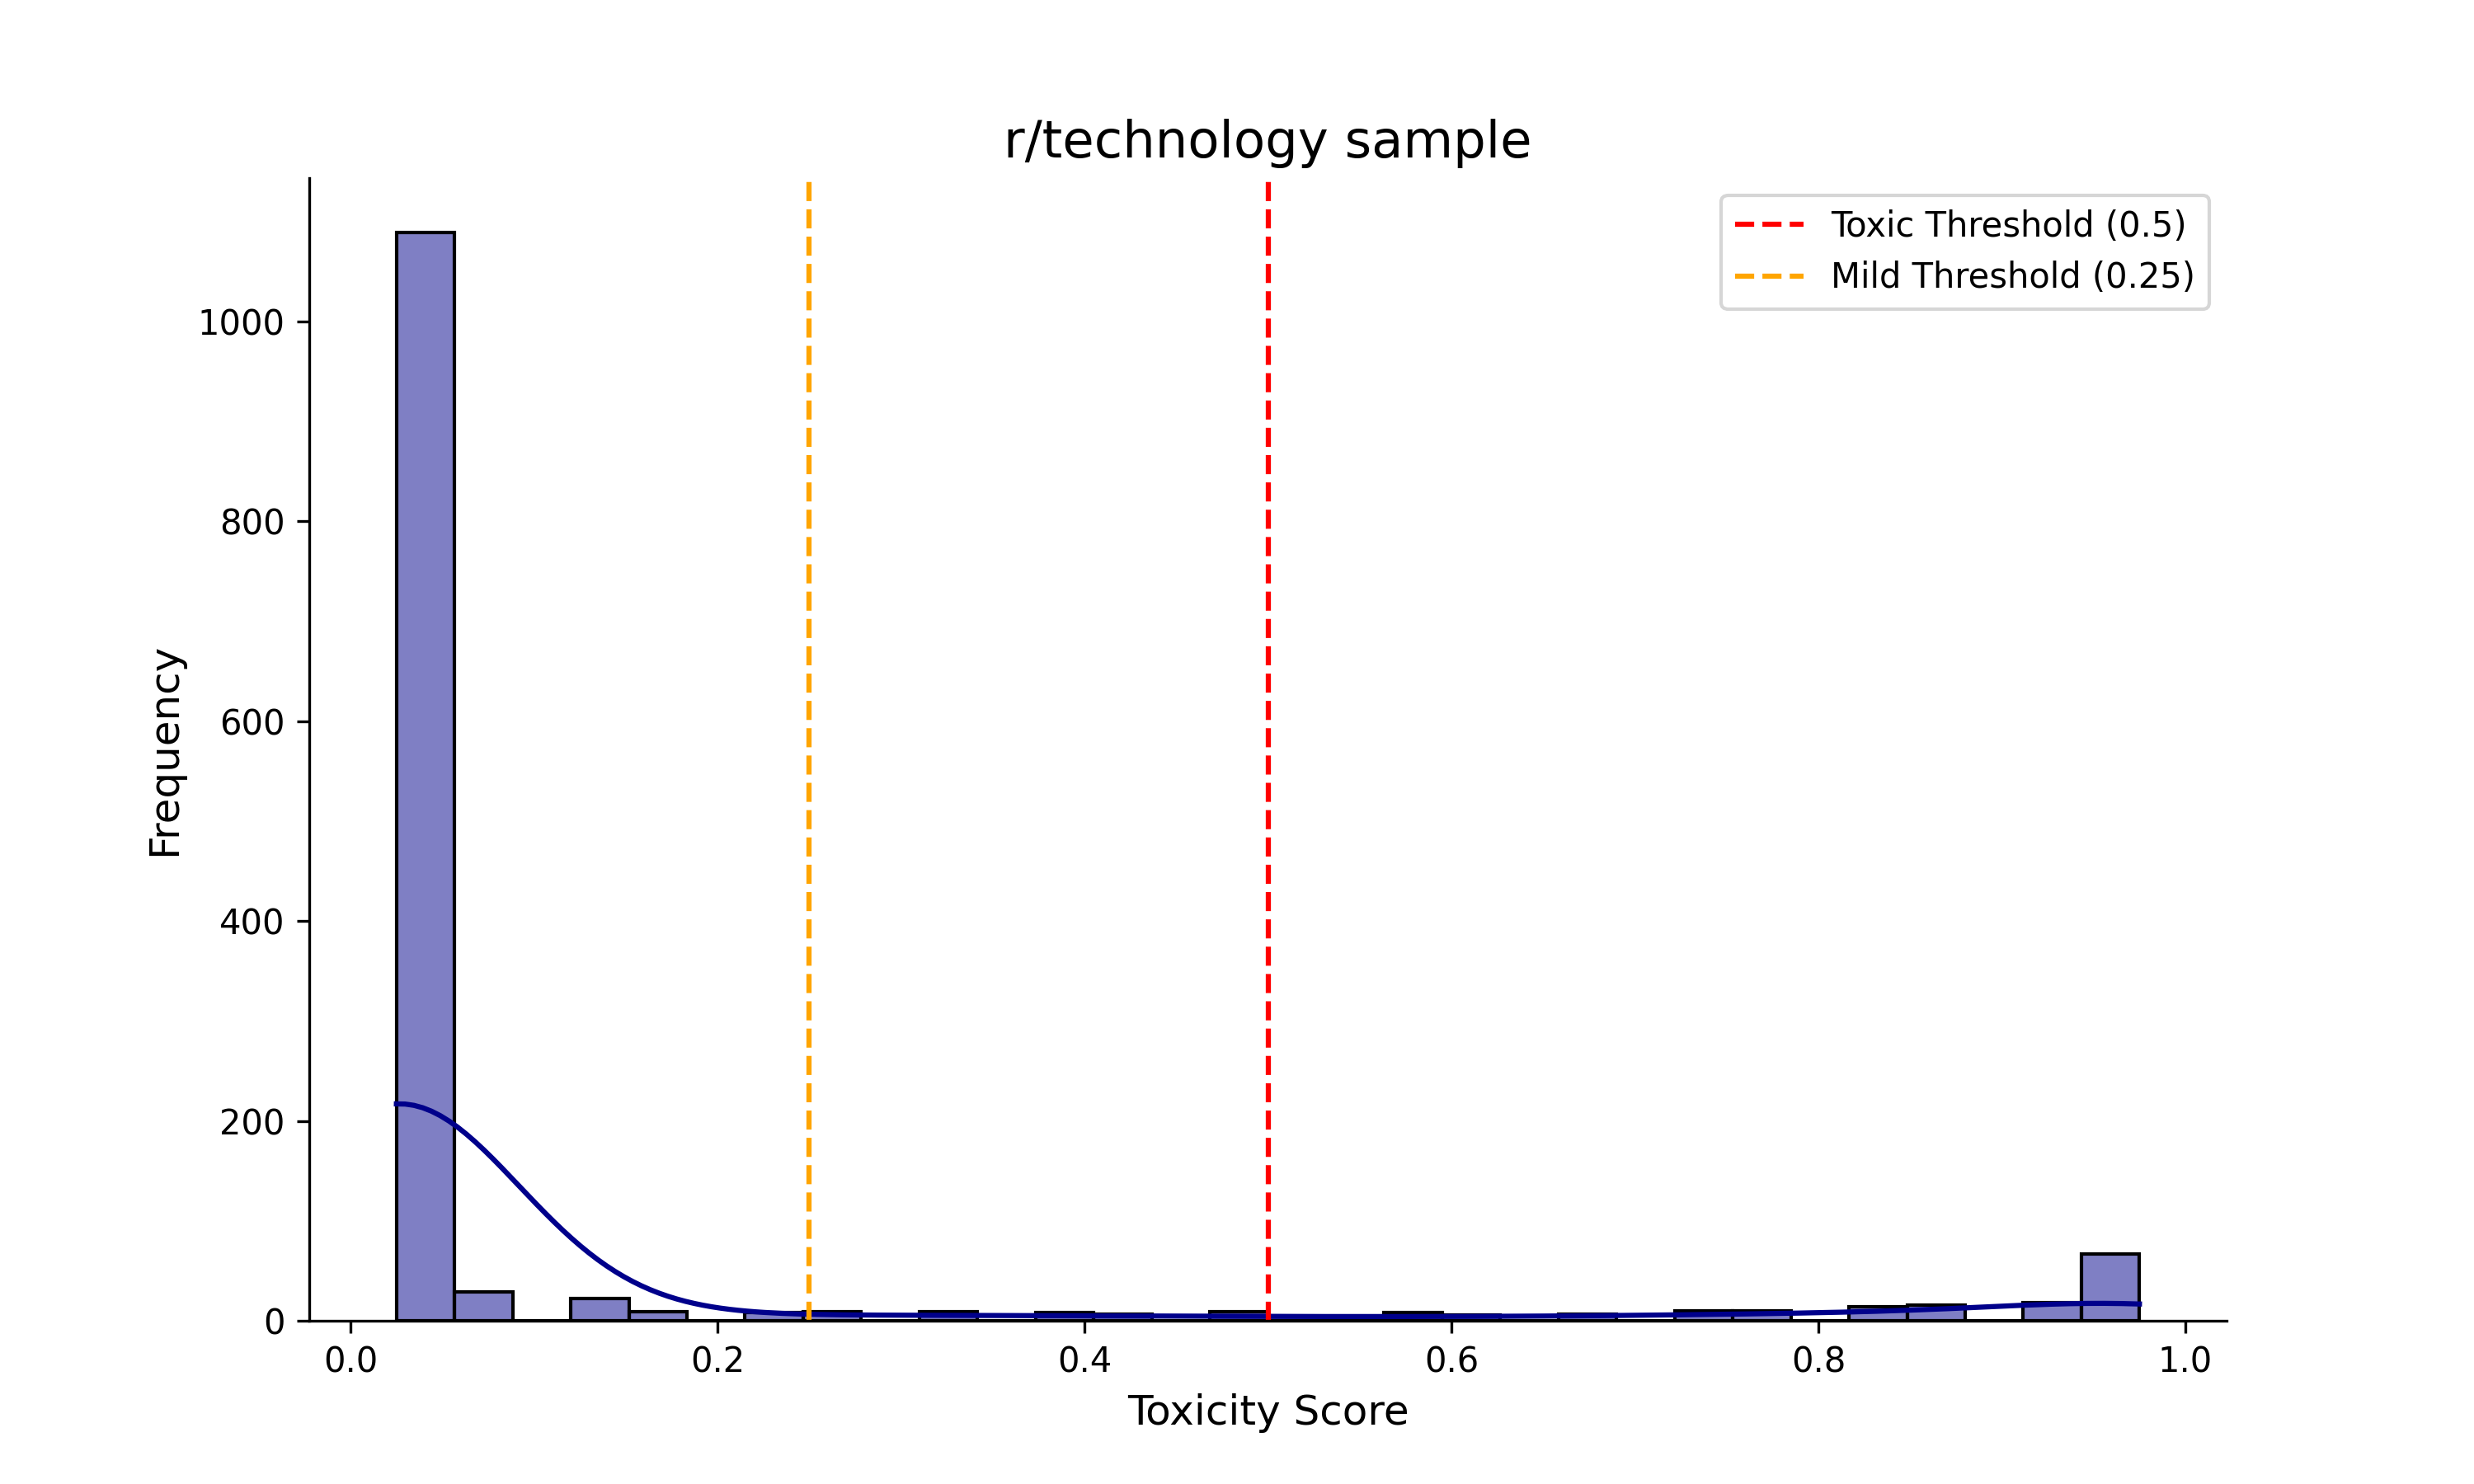 r/technology sample
Toxic Threshold (0.5)
Mild Threshold (0.25)
Frequency
1000
800
600
400
200
0
0.0 0.2 0.4 0.6 0.8 1.0
Toxicity Score